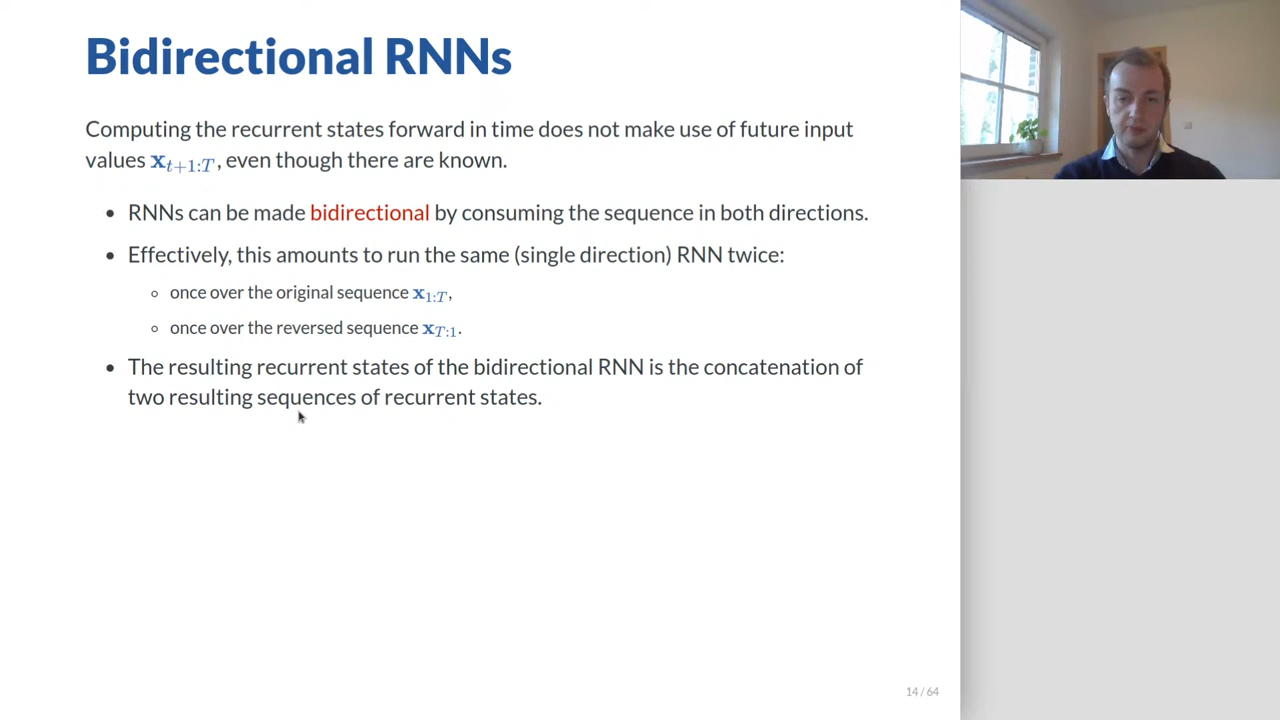 Bidirectional RNNs
Computing the recurrent states forward in time does not make use of future input
values x_{t+1:T}, even though there are known.
• RNNs can be made bidirectional by consuming the sequence in both directions.
• Effectively, this amounts to run the same (single direction) RNN twice:
◦ once over the original sequence x_{1:T},
◦ once over the reversed sequence x_{T:1}.
• The resulting recurrent states of the bidirectional RNN is the concatenation of
two resulting sequences of recurrent states.
14 / 64